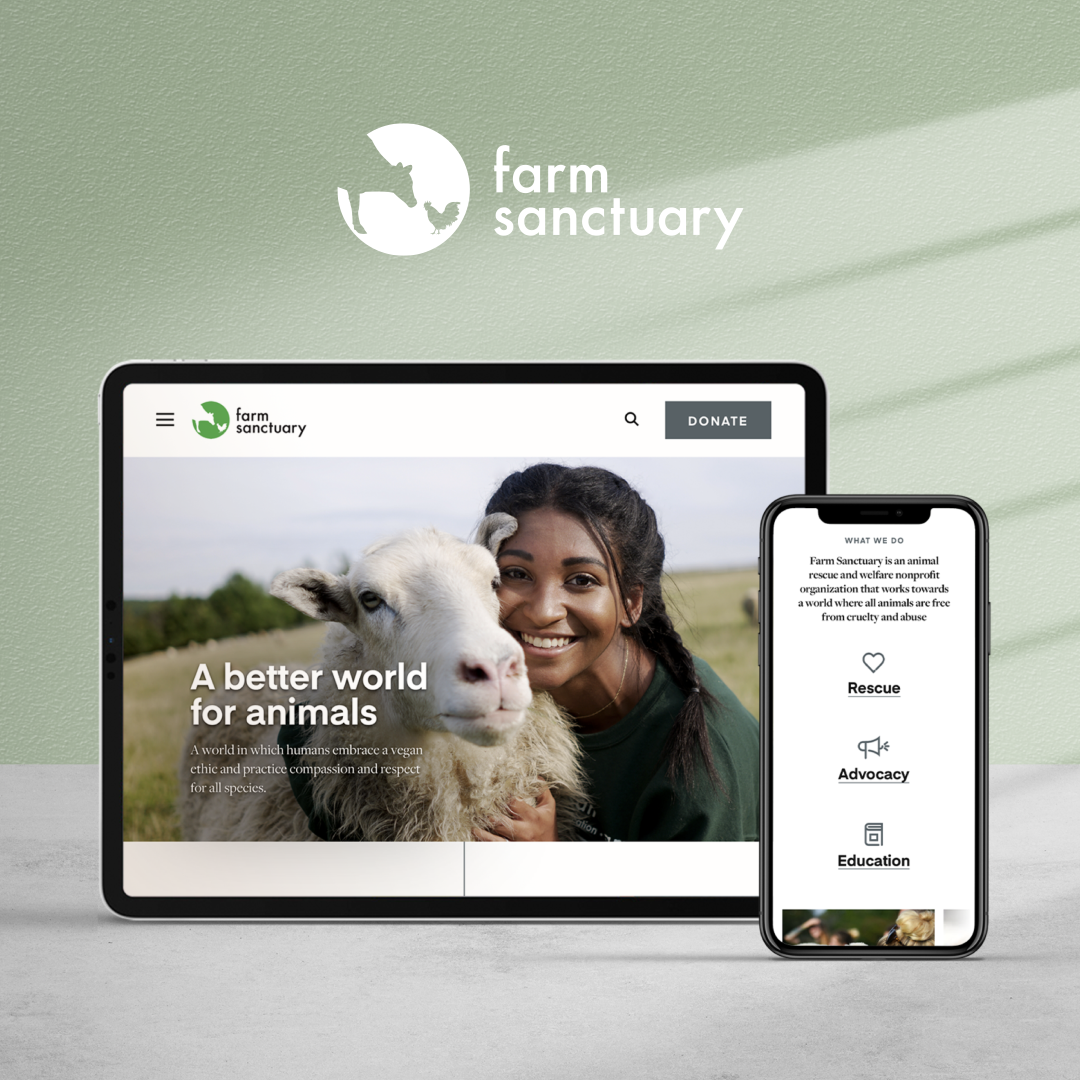 farm
sanctuary
farm
sanctuary
DONATE
A better world
for animals
A world in which humans embrace a vegan
ethic and practice compassion and respect
for all species.
WHAT WE DO
Farm Sanctuary is an animal
rescue and welfare nonprofit
organization that works towards
a world where all animals are free
from cruelty and abuse
Rescue
Advocacy
Education